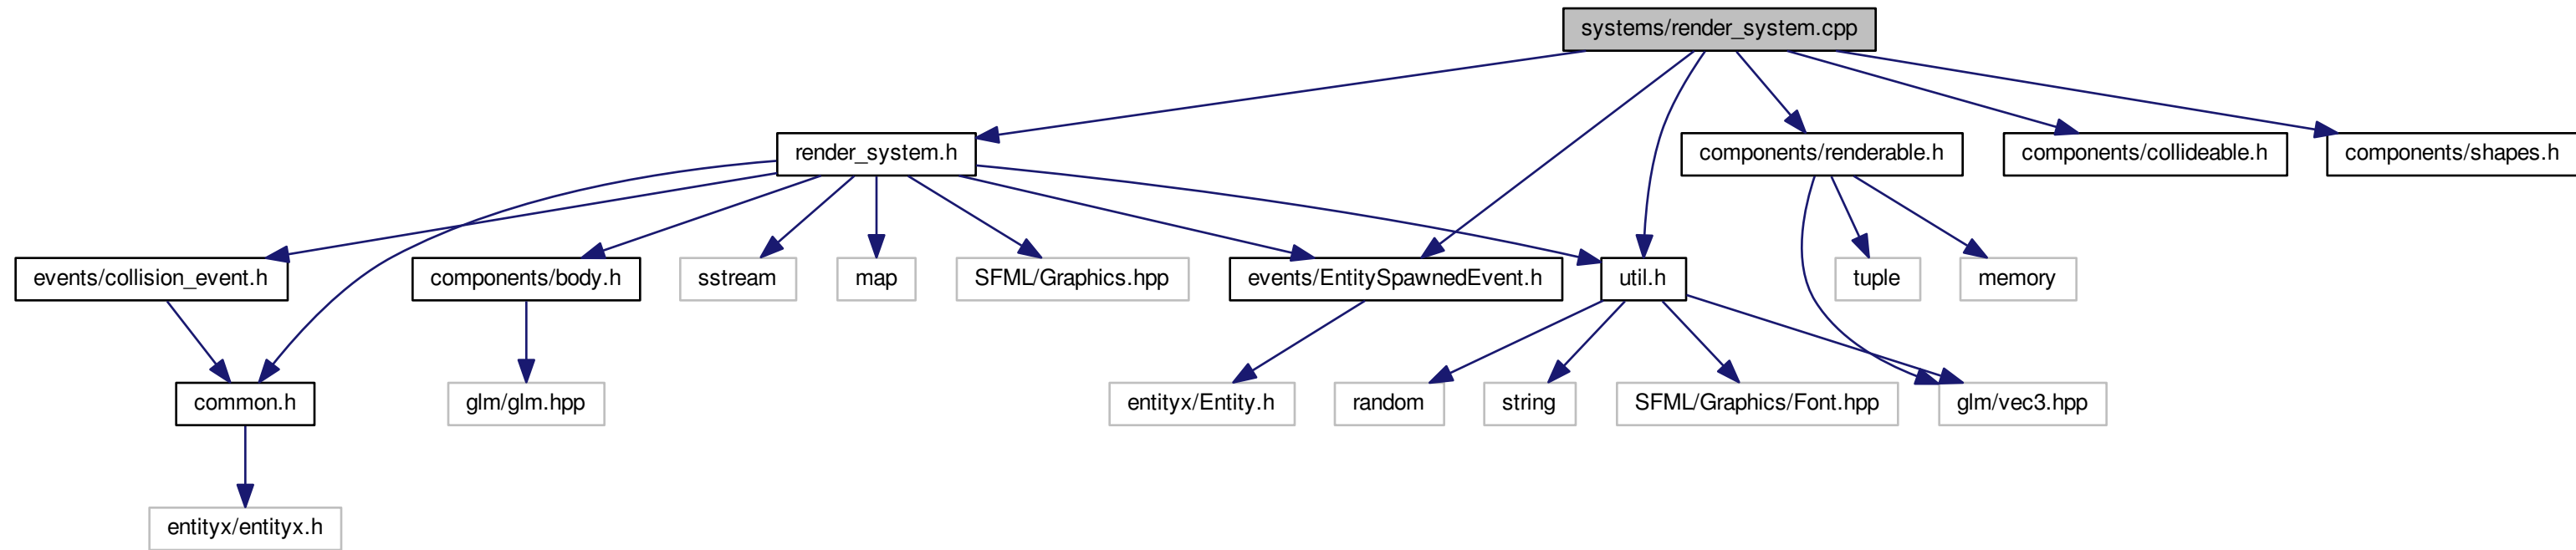 systems/render_system.cpp
render_system.h
components/renderable.h
components/collideable.h
components/shapes.h
events/collision_event.h
components/body.h
sstream
map
SFML/Graphics.hpp
events/EntitySpawnedEvent.h
util.h
tuple
memory
common.h
glm/glm.hpp
entityx/Entity.h
random
string
SFML/Graphics/Font.hpp
glm/vec3.hpp
entityx/entityx.h